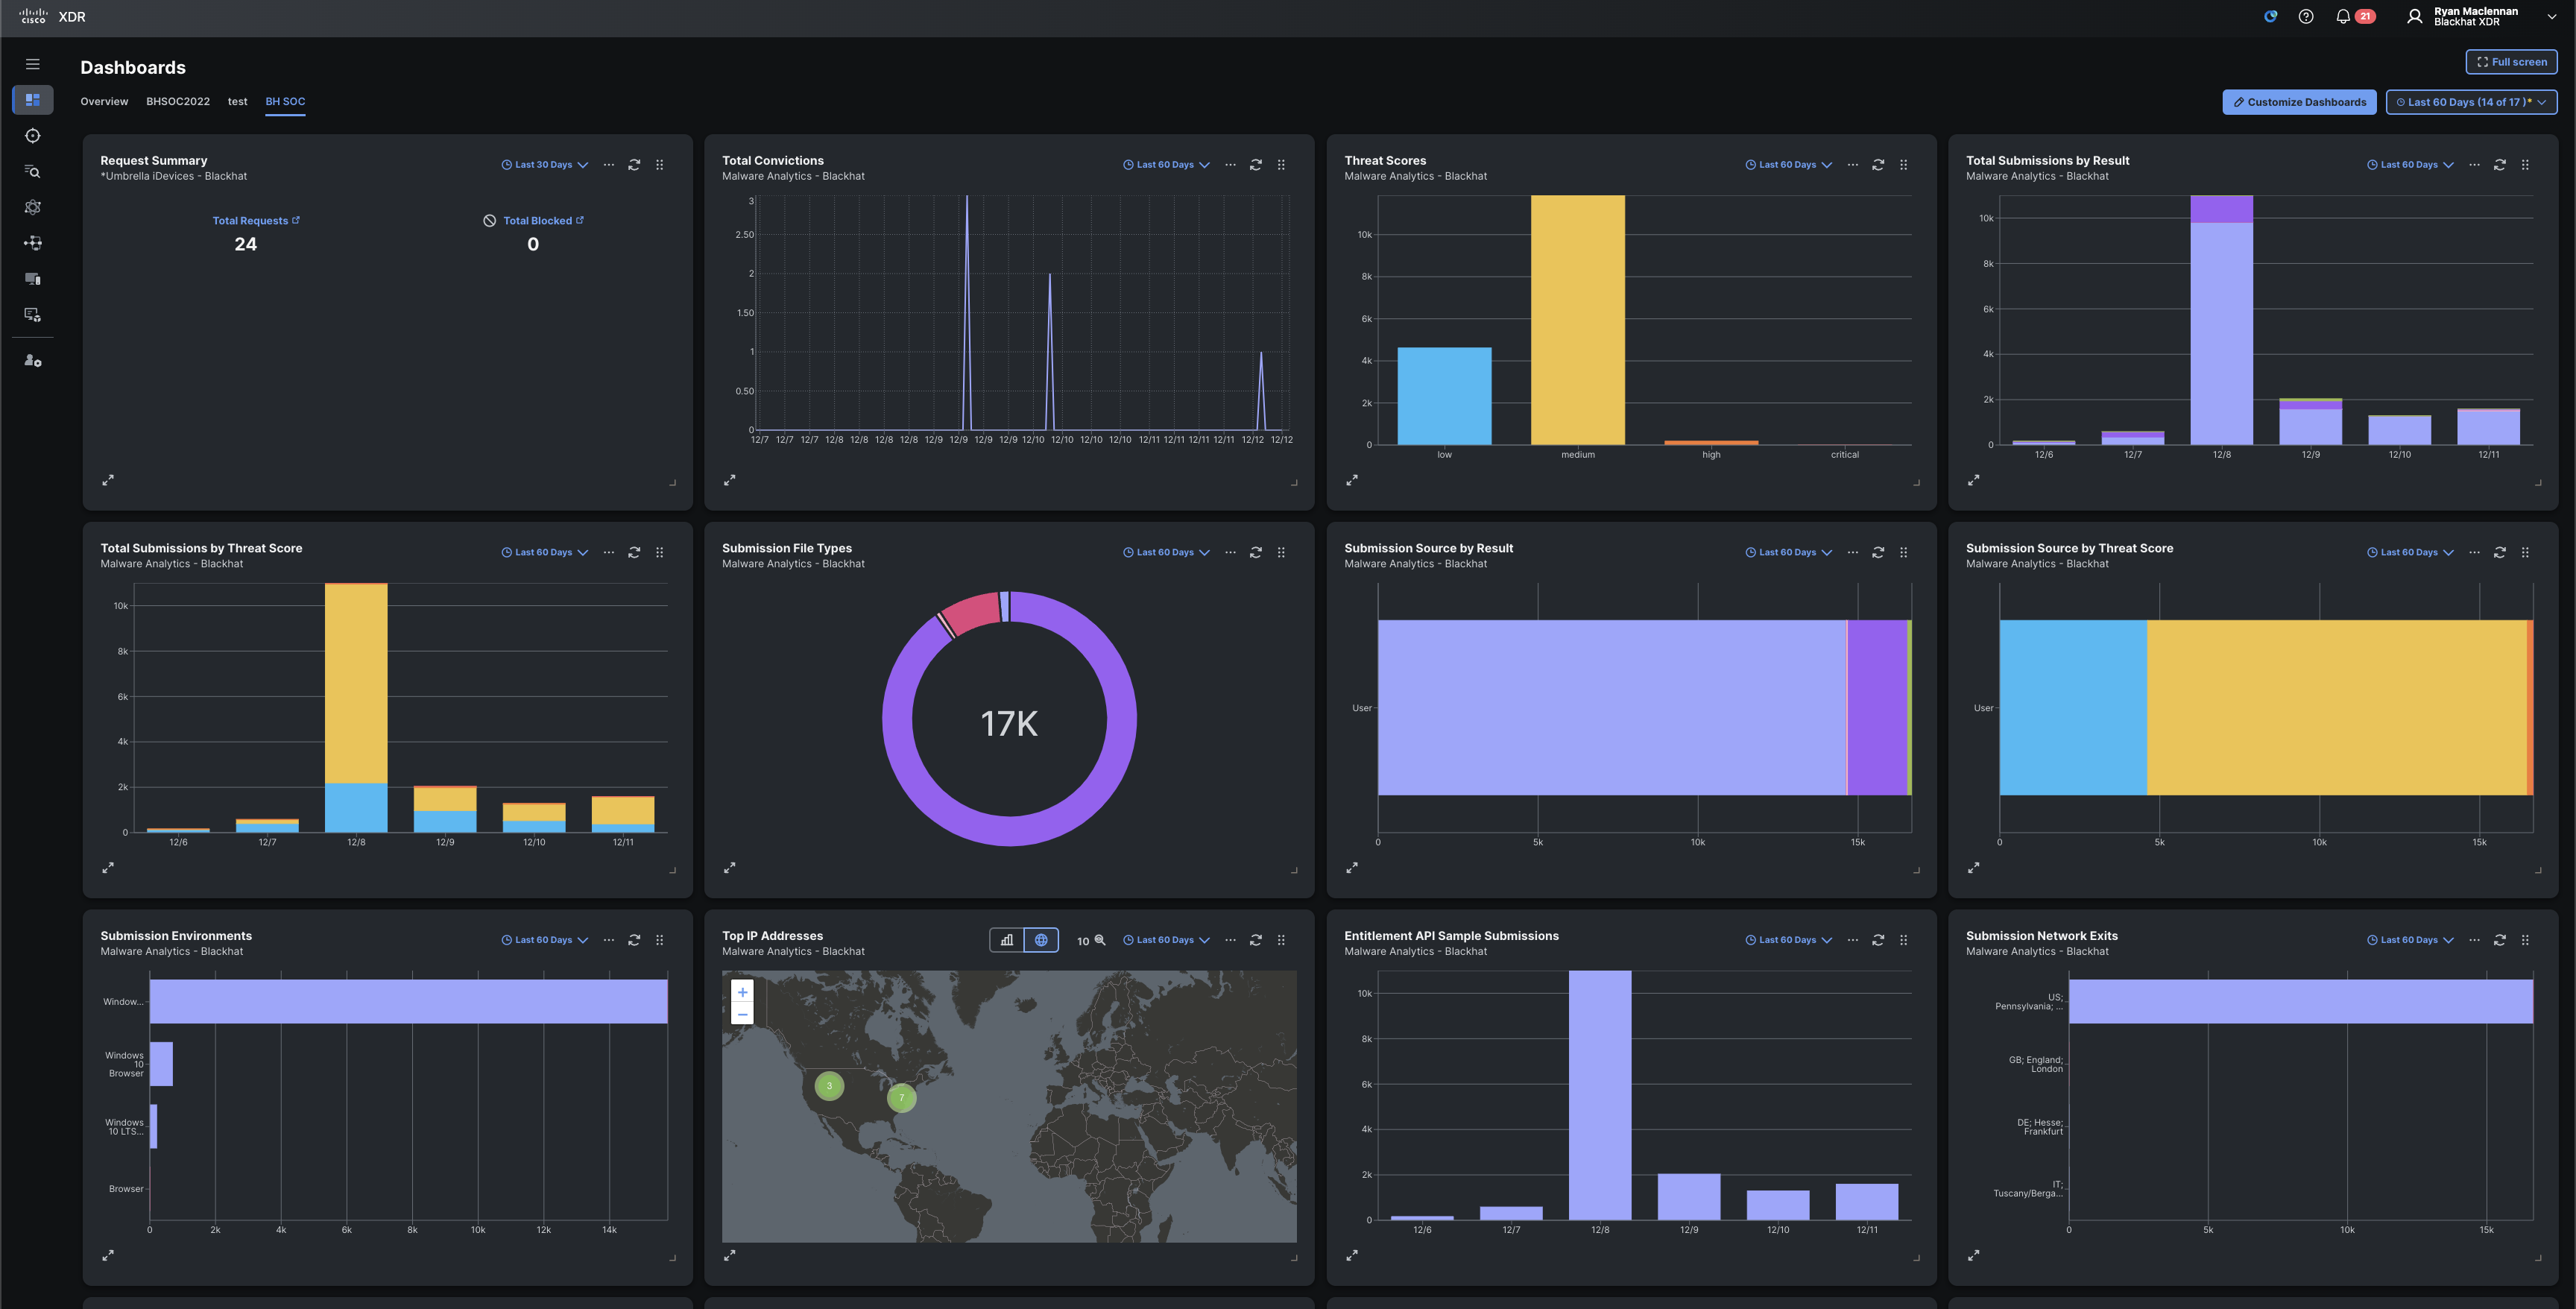 CISCO XDR
21
Ryan Maclennan
Blackhat XDR
Dashboards
Full screen
Overview BHSOC2022 test BH SOC
Customize Dashboards
Last 60 Days (14 of 17 )*
Request Summary
*Umbrella iDevices - Blackhat
Last 30 Days
Total Requests
24
Total Blocked
0
Total Convictions
Malware Analytics - Blackhat
Last 60 Days
3
2.50
2
1.50
1
0.50
0
12/7 12/7 12/7 12/8 12/8 12/8 12/8 12/9 12/9 12/9 12/9 12/10 12/10 12/10 12/10 12/11 12/11 12/11 12/11 12/12 12/12
Threat Scores
Malware Analytics - Blackhat
Last 60 Days
10k
8k
6k
4k
2k
0
low medium high critical
Total Submissions by Result
Malware Analytics - Blackhat
Last 60 Days
10k
8k
6k
4k
2k
0
12/6 12/7 12/8 12/9 12/10 12/11
Total Submissions by Threat Score
Malware Analytics - Blackhat
Last 60 Days
10k
8k
6k
4k
2k
0
12/6 12/7 12/8 12/9 12/10 12/11
Submission File Types
Malware Analytics - Blackhat
Last 60 Days
17K
Submission Source by Result
Malware Analytics - Blackhat
Last 60 Days
User
0 5k 10k 15k
Submission Source by Threat Score
Malware Analytics - Blackhat
Last 60 Days
User
0 5k 10k 15k
Submission Environments
Malware Analytics - Blackhat
Last 60 Days
Window...
Windows
10
Browser
Windows
10 LTS...
Browser
0 2k 4k 6k 8k 10k 12k 14k
Top IP Addresses
Malware Analytics - Blackhat
10
Last 60 Days
+
−
3
7
Entitlement API Sample Submissions
Malware Analytics - Blackhat
Last 60 Days
10k
8k
6k
4k
2k
0
12/6 12/7 12/8 12/9 12/10 12/11
Submission Network Exits
Malware Analytics - Blackhat
Last 60 Days
US;
Pennsylvania; ...
GB; England;
London
DE; Hesse;
Frankfurt
IT;
Tuscany/Berga...
0 5k 10k 15k